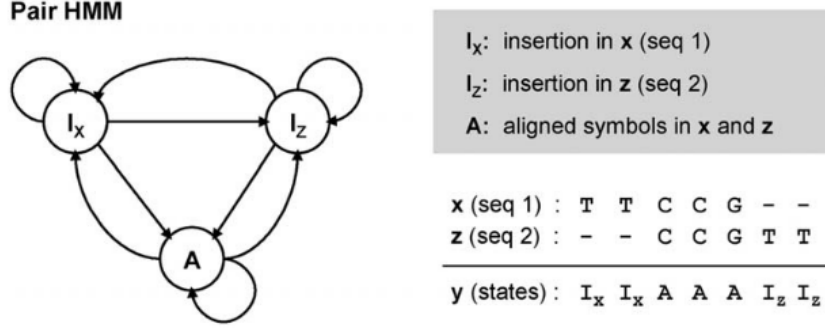 Pair HMM
Ix
Iz
A
Ix: insertion in x (seq 1)
Iz: insertion in z (seq 2)
A: aligned symbols in x and z
x (seq 1) : T T C C G - -
z (seq 2) : - - C C G T T
y (states) : Ix Ix A A A Iz Iz